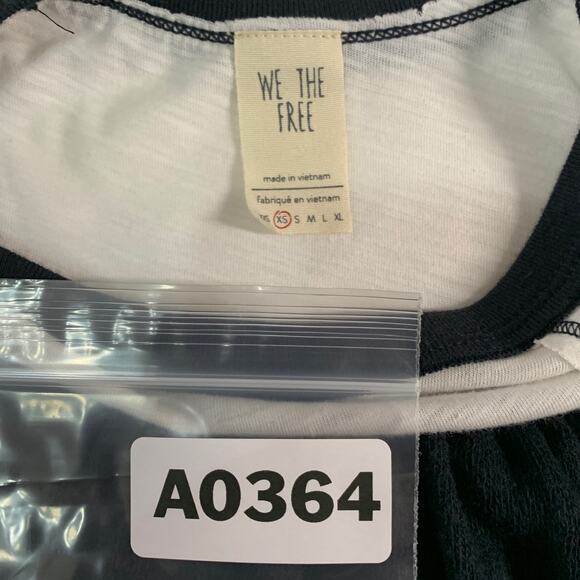 WE THE
FREE
made in vietnam
Fabriqué en vietnam
XS S M L XL
A0364